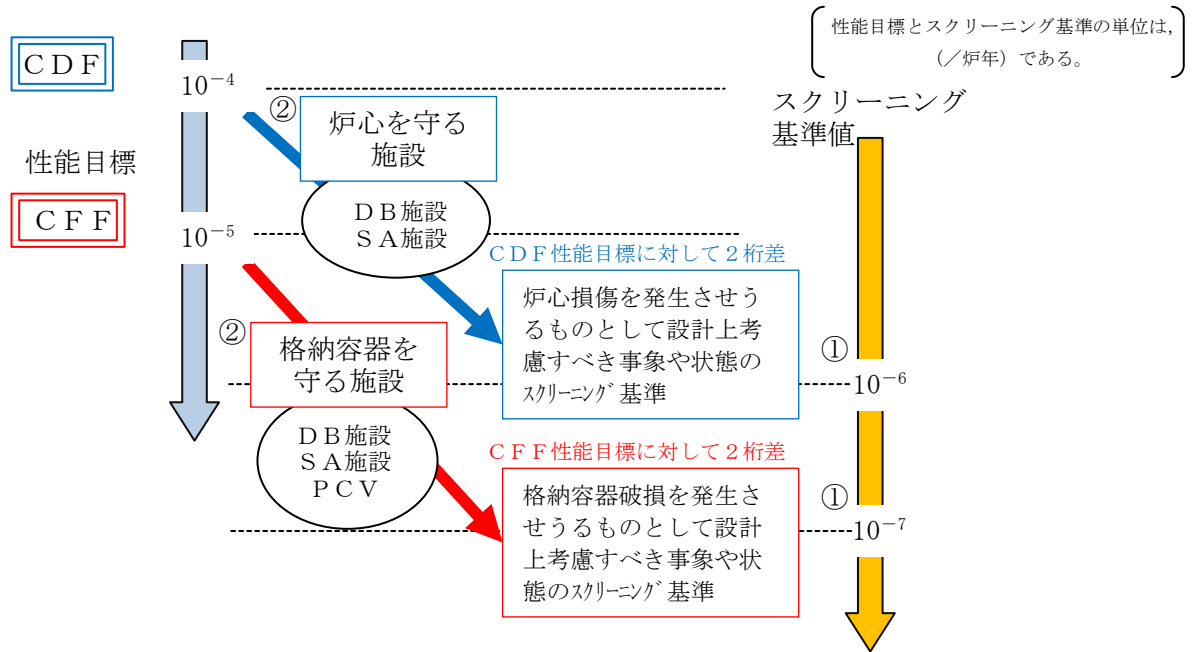 性能目標とスクリーニング基準の単位は，
（／炉年）である。
ＣＤＦ
性能目標
ＣＦＦ
10⁻⁴
10⁻⁵
②
炉心を守る
施設
ＤＢ施設
ＳＡ施設
②
格納容器を
守る施設
ＤＢ施設
ＳＡ施設
ＰＣＶ
ＣＤＦ性能目標に対して２桁差
炉心損傷を発生させう
るものとして設計上考
慮すべき事象や状態の
ｽｸﾘｰﾆﾝｸﾞ基準
ＣＦＦ性能目標に対して２桁差
格納容器破損を発生さ
せうるものとして設計
上考慮すべき事象や状
態のｽｸﾘｰﾆﾝｸﾞ基準
スクリーニング
基準値
①
10⁻⁶
①
10⁻⁷